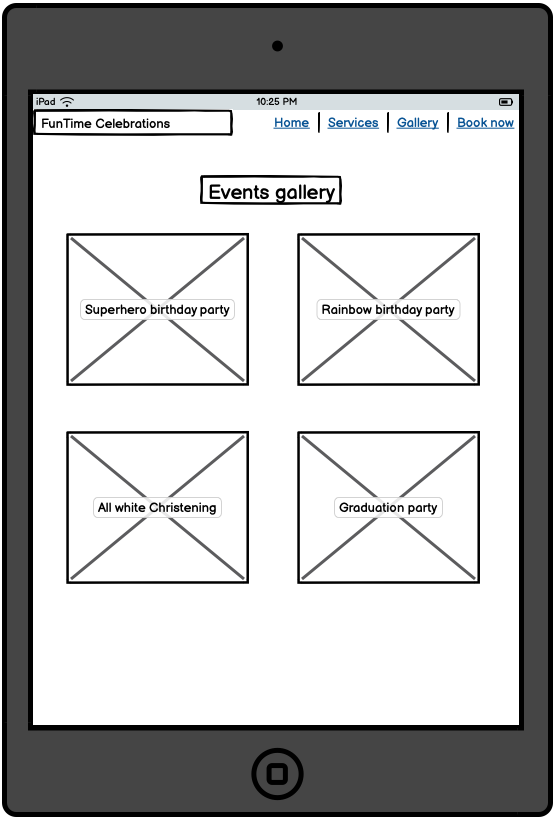 iPad 10:25 PM
FunTime Celebrations Home Services Gallery Book now
Events gallery
Superhero birthday party Rainbow birthday party
All white Christening Graduation party